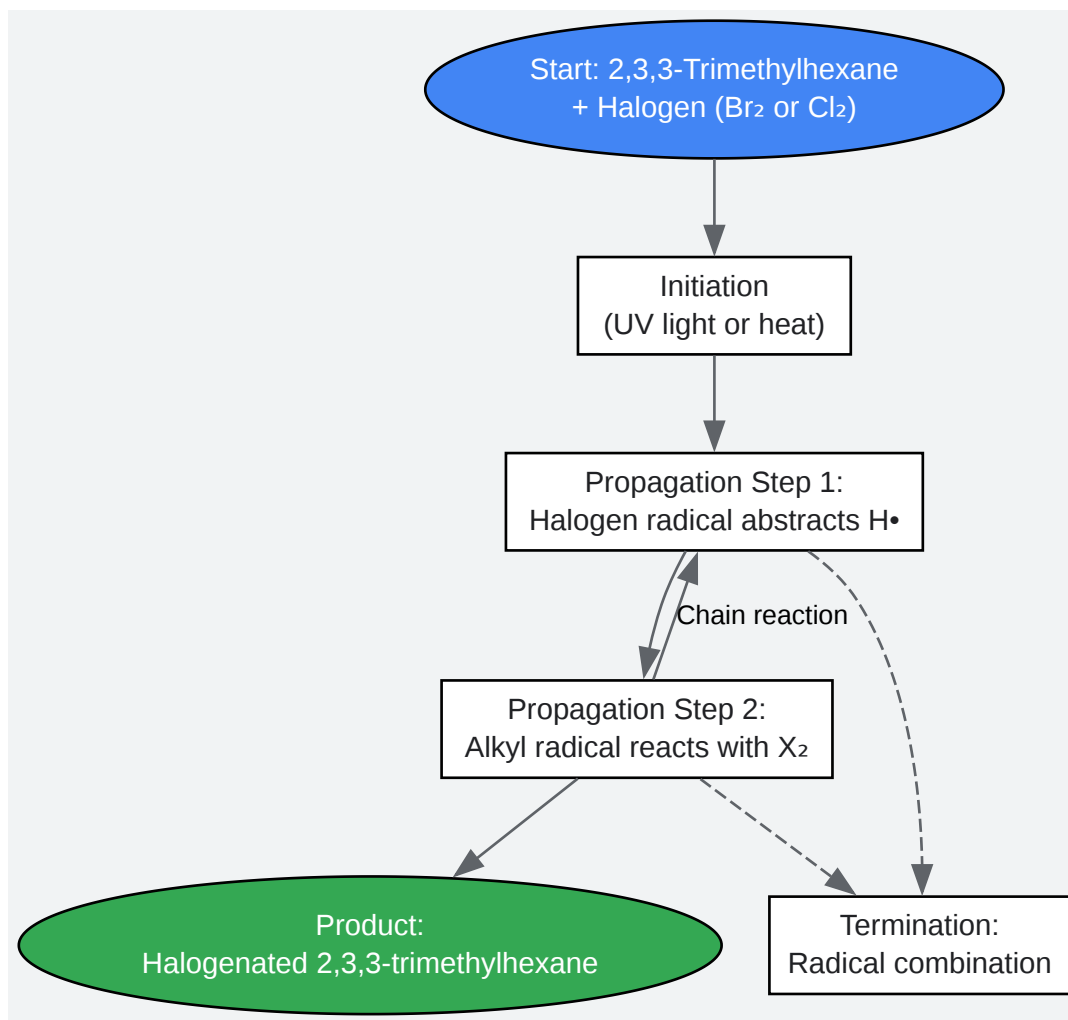 Start: 2,3,3-Trimethylhexane
+ Halogen (Br₂ or Cl₂)
Initiation
(UV light or heat)
Propagation Step 1:
Halogen radical abstracts H•
Chain reaction
Propagation Step 2:
Alkyl radical reacts with X₂
Product:
Halogenated 2,3,3-trimethylhexane
Termination:
Radical combination